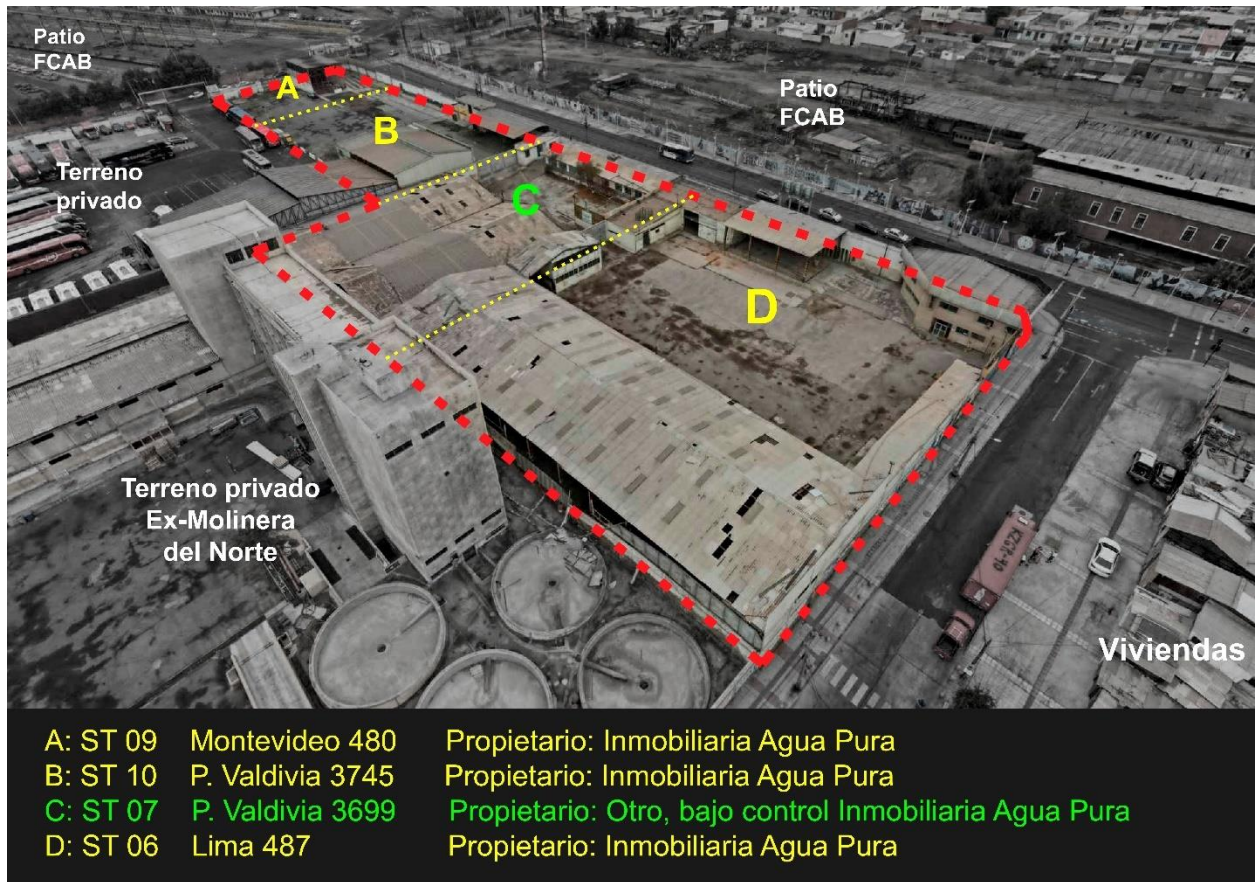 Patio
FCAB
A
B
Patio
FCAB
Terreno
privado
C
D
Terreno privado
Ex-Molinera
del Norte
Viviendas
A: ST 09 Montevideo 480 Propietario: Inmobiliaria Agua Pura
B: ST 10 P. Valdivia 3745 Propietario: Inmobiliaria Agua Pura
C: ST 07 P. Valdivia 3699 Propietario: Otro, bajo control Inmobiliaria Agua Pura
D: ST 06 Lima 487 Propietario: Inmobiliaria Agua Pura